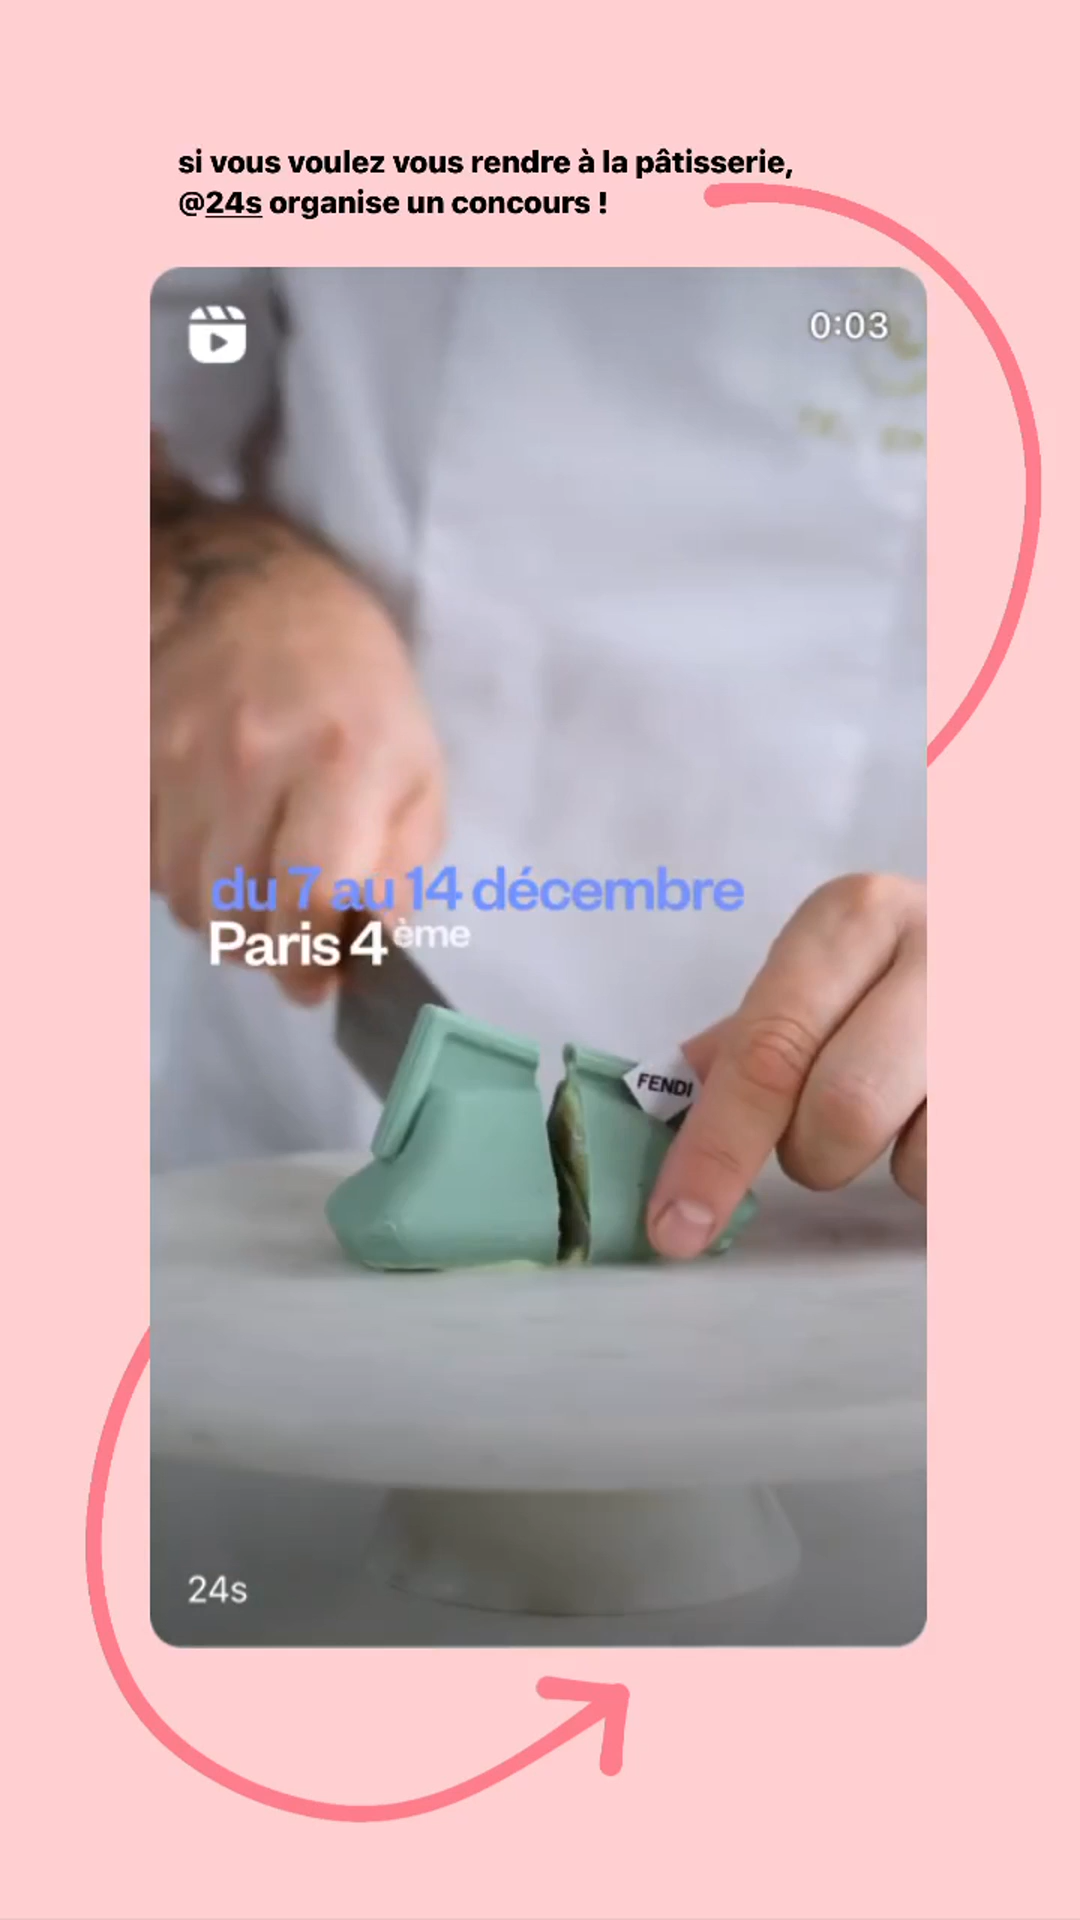 si vous voulez vous rendre à la pâtisserie,
@24s organise un concours !
0:03
du 7 au 14 décembre
Paris 4ème
FENDI
24s